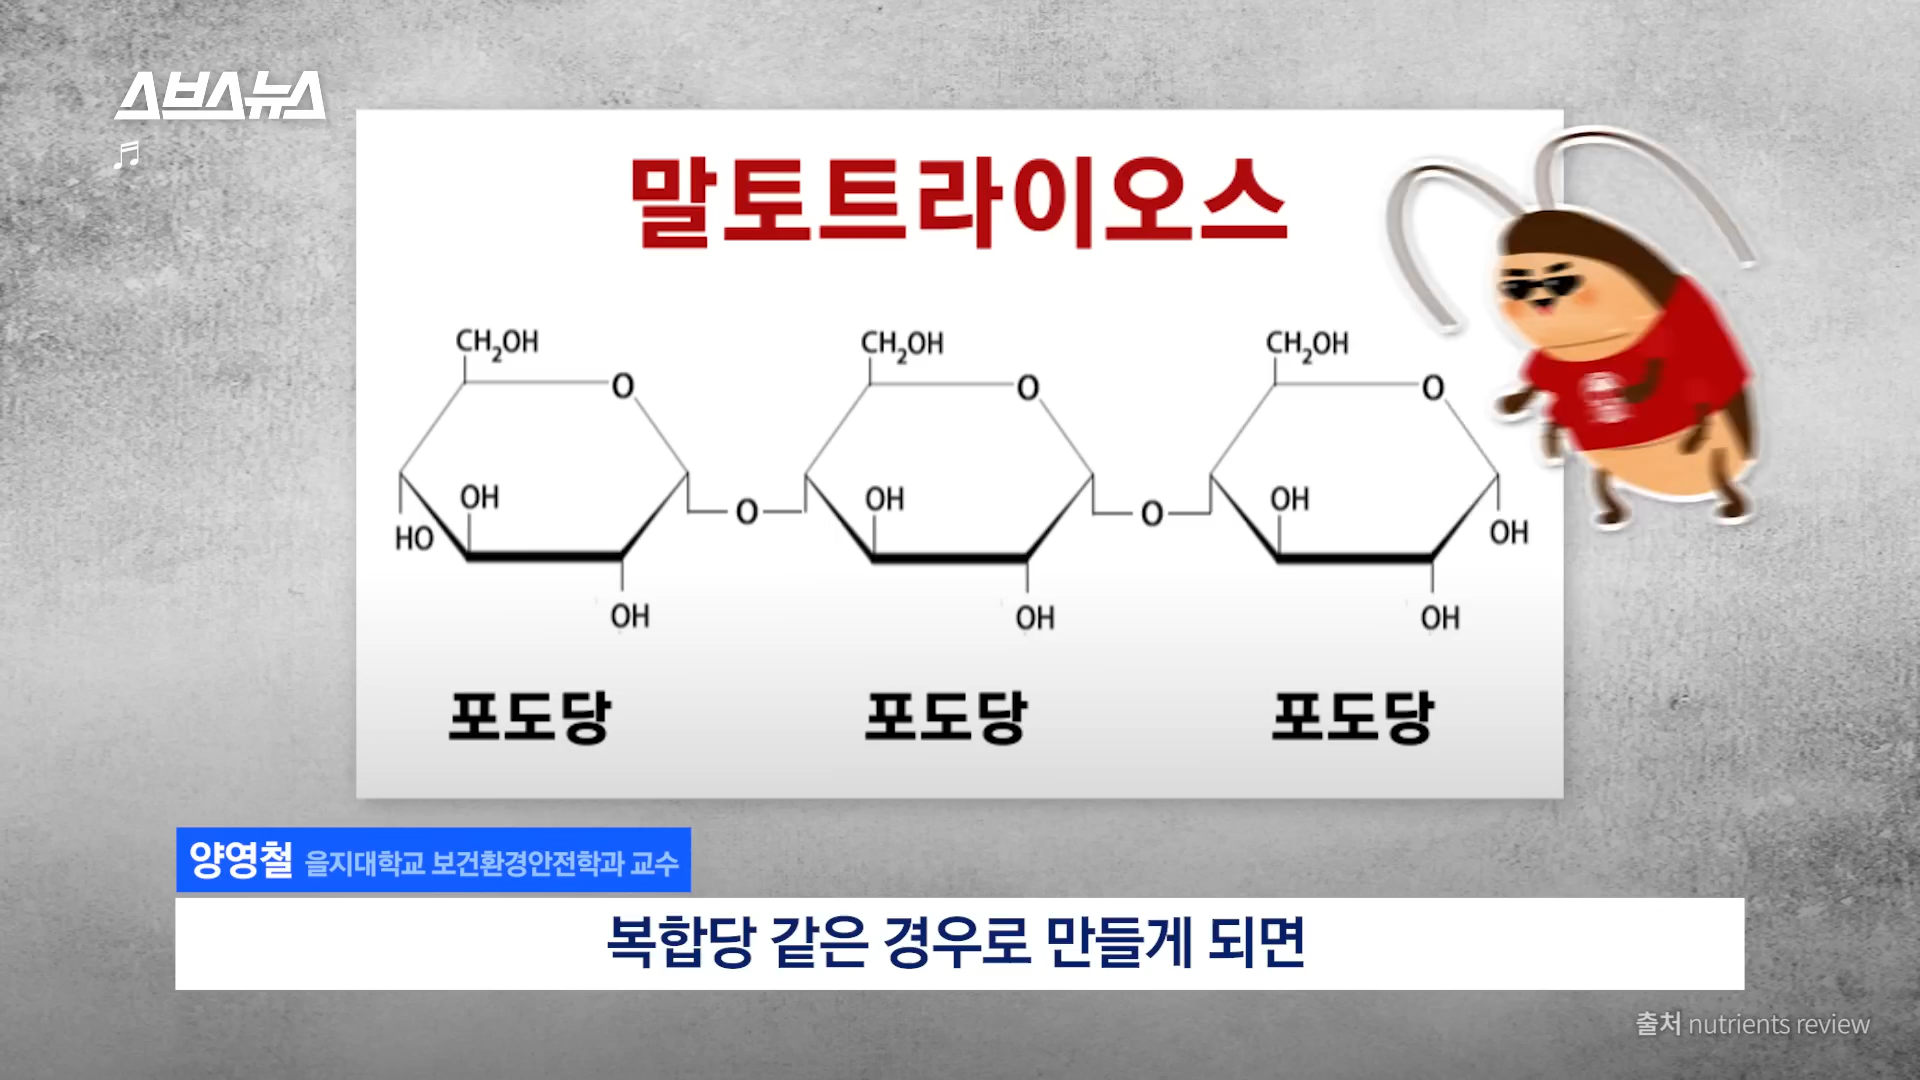 스브스뉴스
말토트라이오스
CH₂OH CH₂OH CH₂OH
O O O
OH OH OH
HO O O OH
OH OH OH
포도당 포도당 포도당
양영철 을지대학교 보건환경안전학과 교수
복합당 같은 경우로 만들게 되면
출처 nutrients review